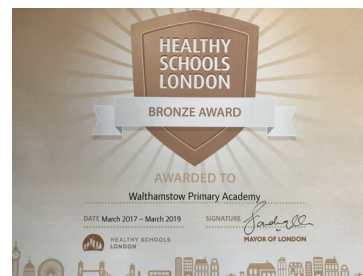 HEALTHY
SCHOOLS
LONDON
BRONZE AWARD
AWARDED TO
Walthamstow Primary Academy
DATE March 2017 – March 2019 SIGNATURE
HEALTHY SCHOOLS
LONDON
MAYOR OF LONDON